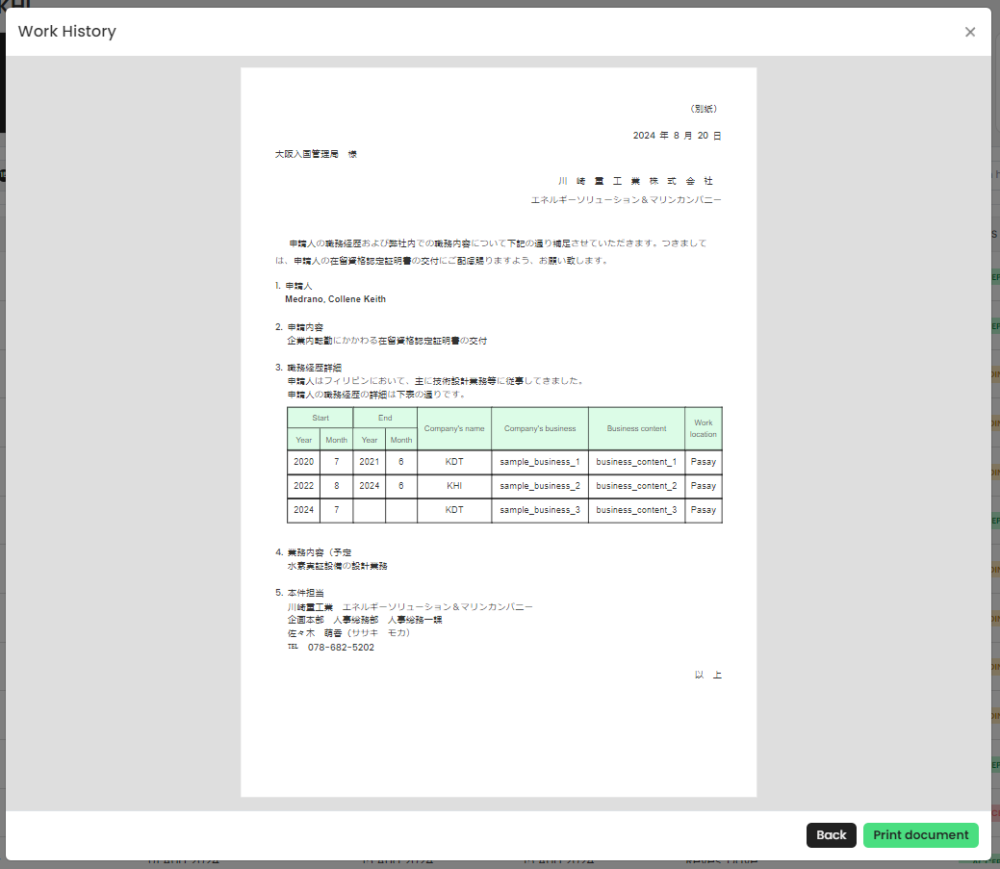 Work History
×
（別紙）
2024 年 8 月 20 日
大阪入国管理局　様
川 崎 重 工 業 株 式 会 社
エネルギーソリューション＆マリンカンパニー
申請人の職務経歴および弊社内での職務内容について下記の通り補足させていただきます。つきまして
は、申請人の在留資格認定証明書の交付にご配慮賜りますよう、お願い致します。
1. 申請人
Medrano, Collene Keith
2. 申請内容
企業内転勤にかかわる在留資格認定証明書の交付
3. 職務経歴詳細
申請人はフィリピンにおいて、主に技術設計業務等に従事してきました。
申請人の職務経歴の詳細は下表の通りです。
Start End Company's name Company's business Business content Work location
Year Month Year Month
2020 7 2021 6 KDT sample_business_1 business_content_1 Pasay
2022 8 2024 6 KHI sample_business_2 business_content_2 Pasay
2024 7 KDT sample_business_3 business_content_3 Pasay
4. 業務内容（予定
水素実証設備の設計業務
5. 本件担当
川崎重工業　エネルギーソリューション＆マリンカンパニー
企画本部　人事総務部　人事総務一課
佐々木　萌香（ササキ　モカ）
TEL 078-682-5202
以 上
Back Print document